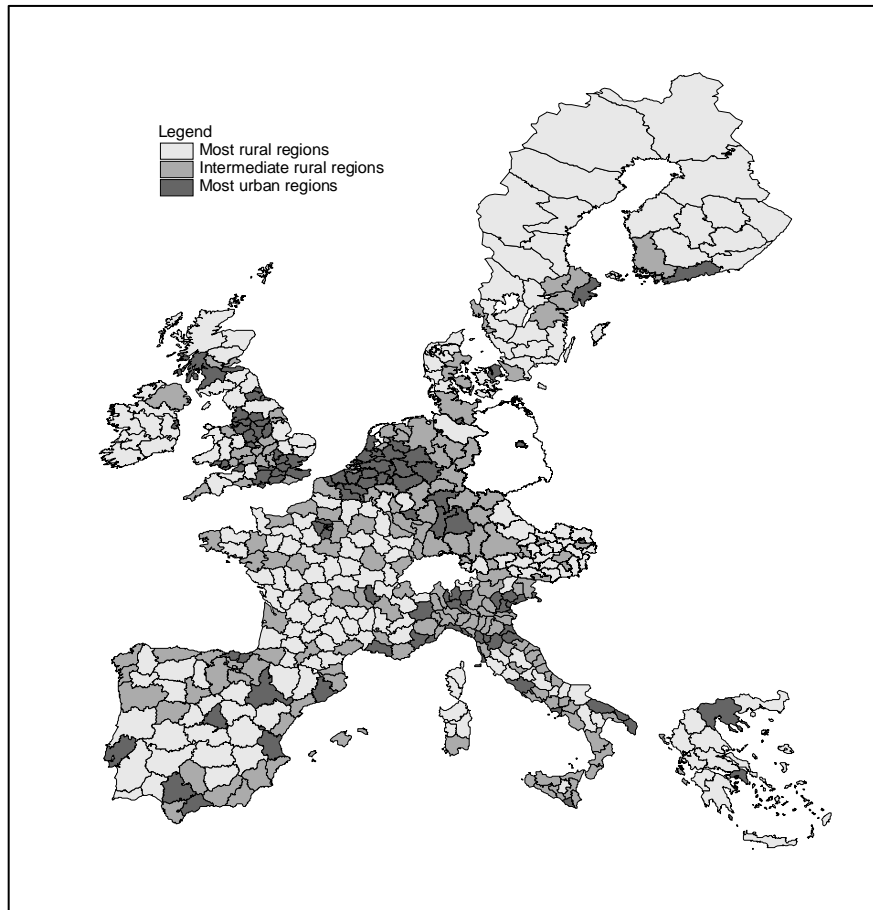 Legend
Most rural regions
Intermediate rural regions
Most urban regions